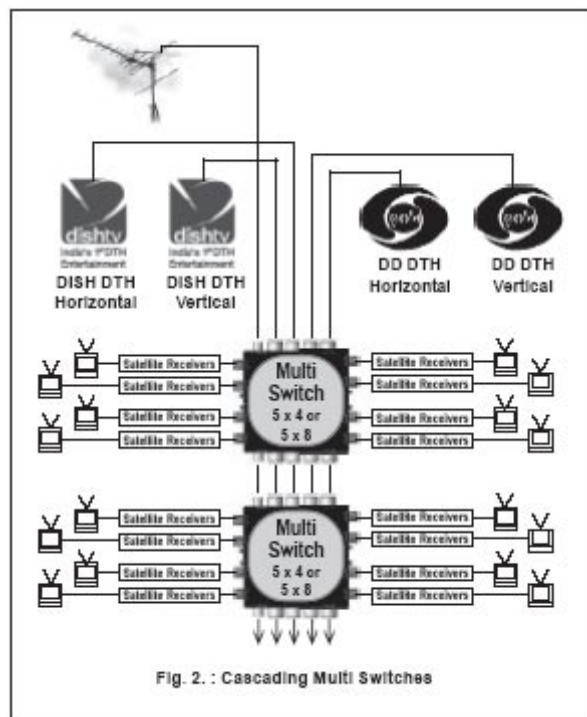 dishtv
India's 1st DTH
Entertainment
DISH DTH
Horizontal
dishtv
India's 1st DTH
Entertainment
DISH DTH
Vertical
DD DTH
Horizontal
DD DTH
Vertical
Satellite Receivers
Satellite Receivers
Satellite Receivers
Satellite Receivers
Multi
Switch
5 x 4 or
5 x 8
Satellite Receivers
Satellite Receivers
Satellite Receivers
Satellite Receivers
Satellite Receivers
Satellite Receivers
Satellite Receivers
Satellite Receivers
Multi
Switch
5 x 4 or
5 x 8
Satellite Receivers
Satellite Receivers
Satellite Receivers
Satellite Receivers
Fig. 2. : Cascading Multi Switches